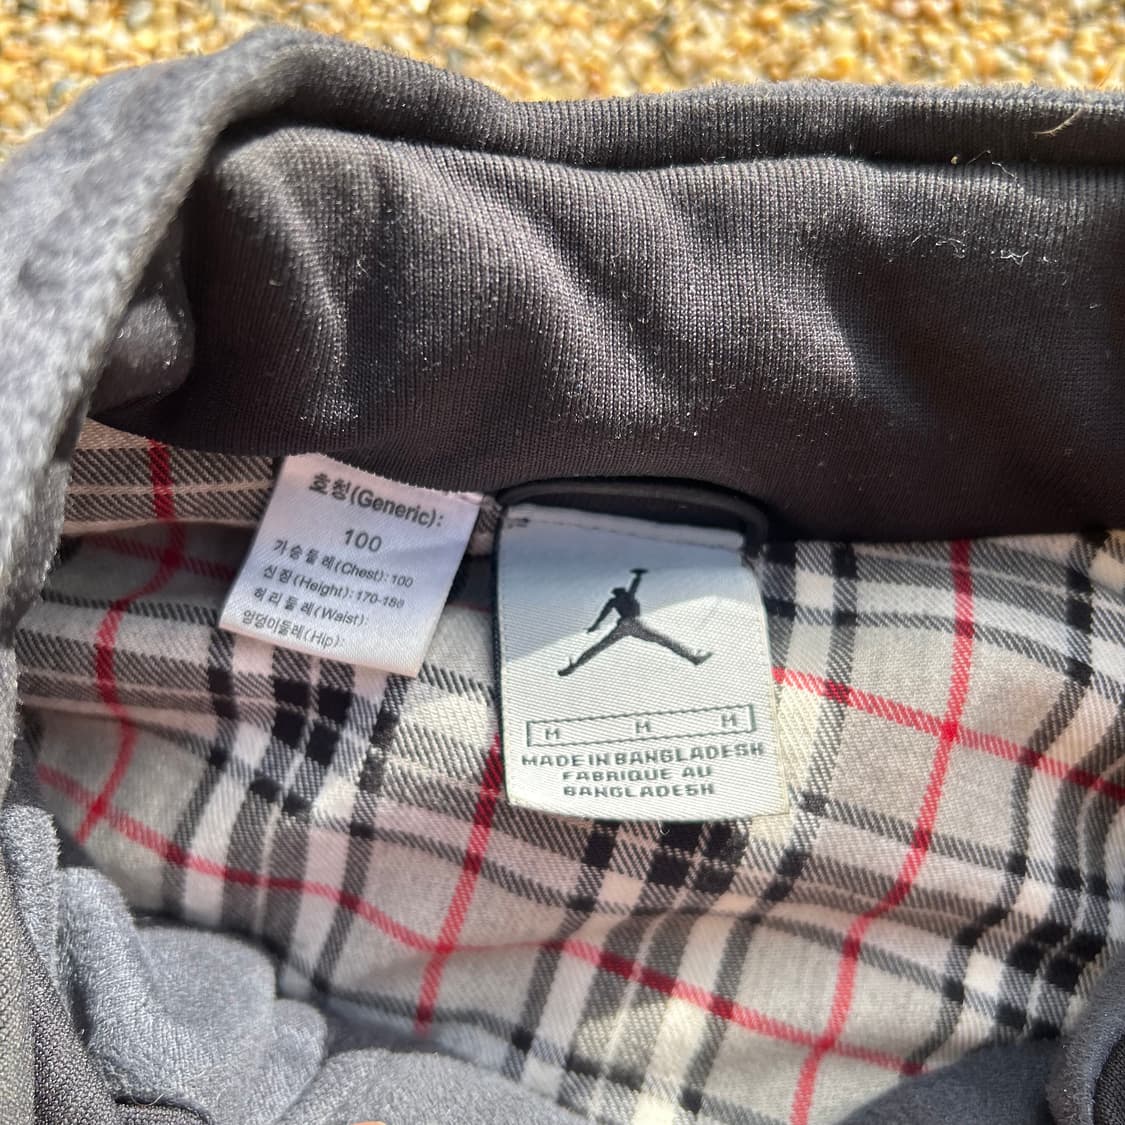 호칭(Generic):
100
가슴둘레(Chest):100
신장(Height):170-180
허리둘레(Waist):
엉덩이둘레(Hip):
M M M
MADE IN BANGLADESH
FABRIQUE AU
BANGLADESH